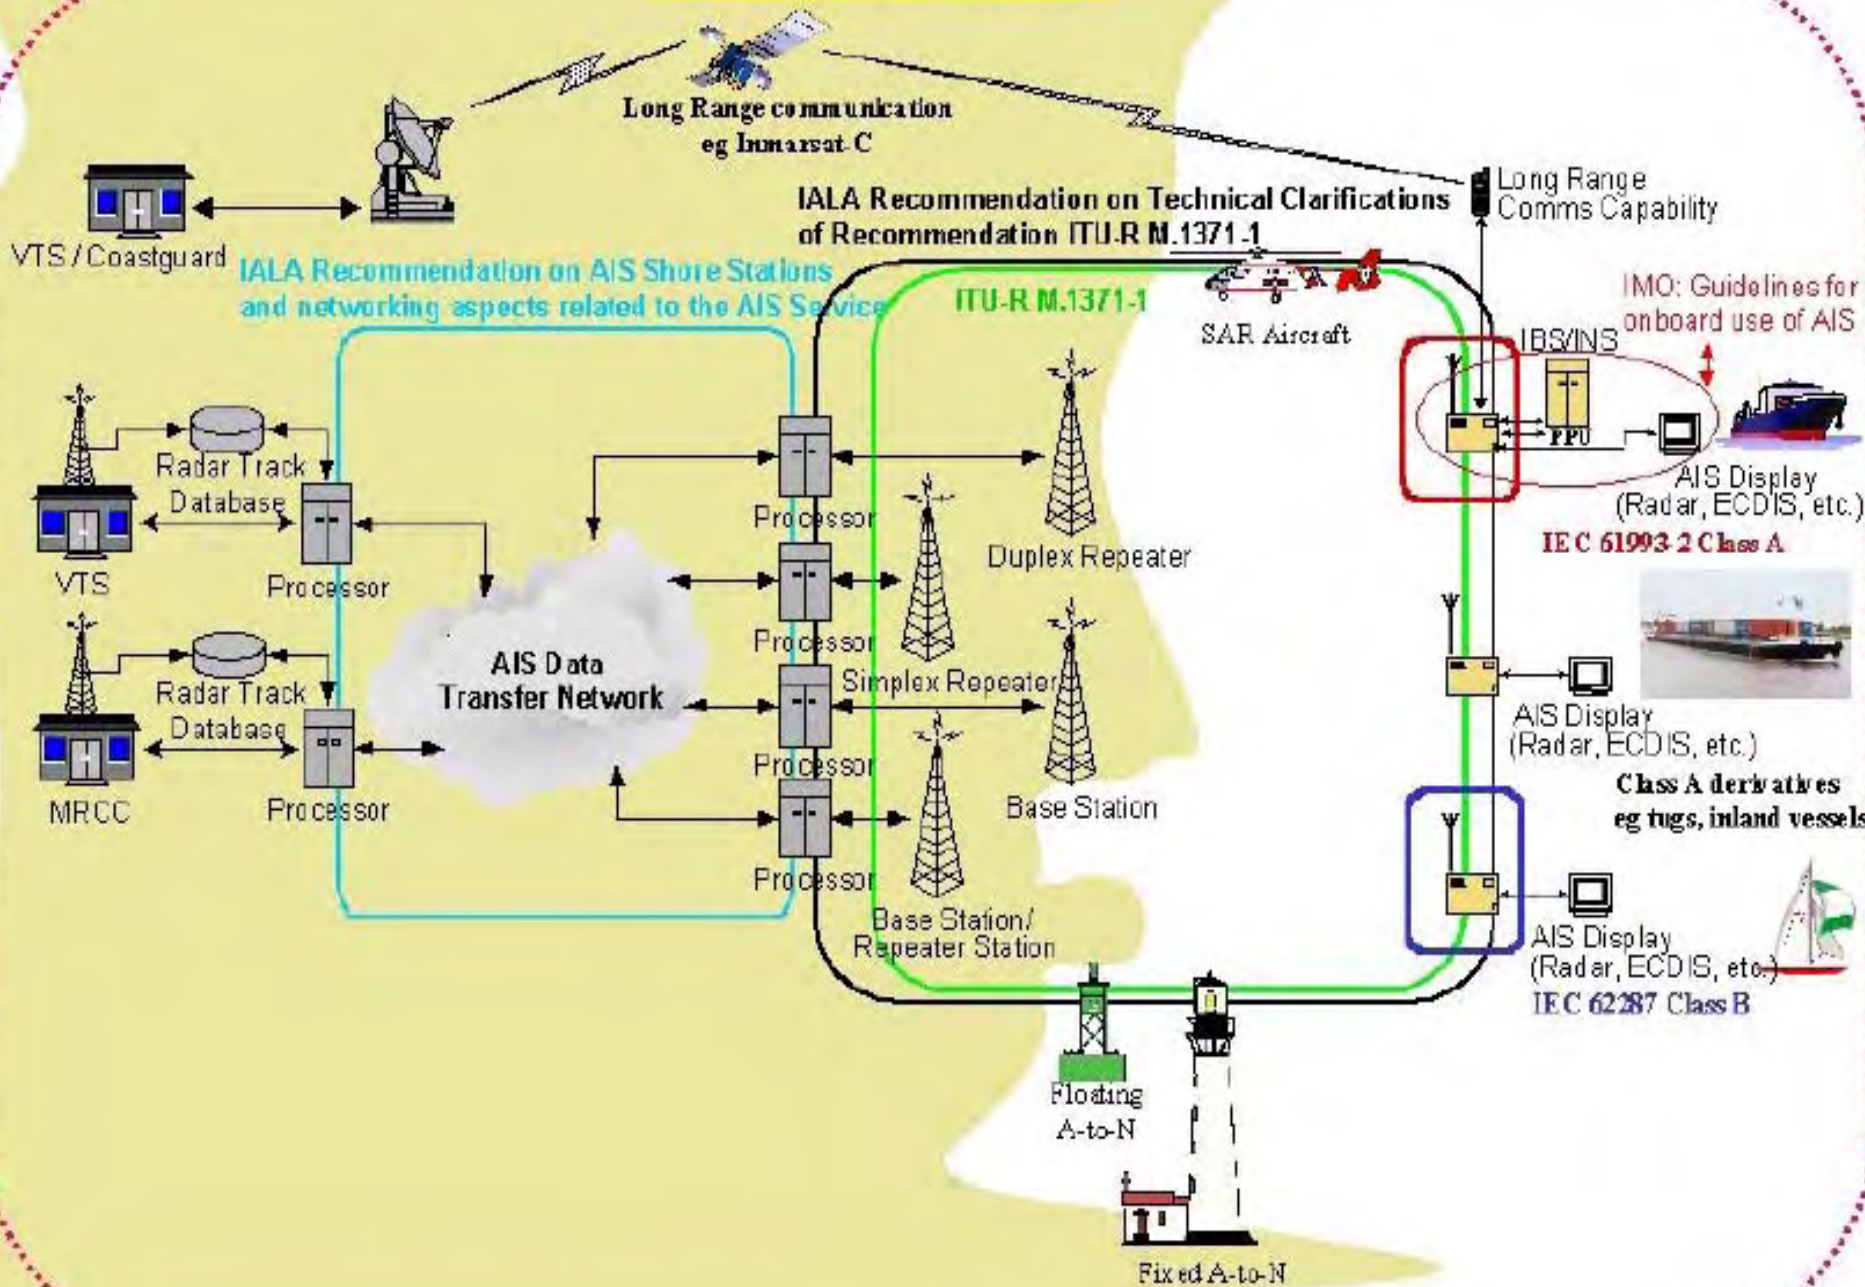 Long Range communication
eg Inmarsat-C
Long Range
Comms Capability
IALA Recommendation on Technical Clarifications
of Recommendation ITU-R M.1371-1
VTS / Coastguard
IALA Recommendation on AIS Shore Stations
and networking aspects related to the AIS Service
ITU-R M.1371-1
SAR Aircraft
IMO: Guidelines for
onboard use of AIS
IBS/INS
PPU
Radar Track
Database
VTS
Processor
Processor
Duplex Repeater
AIS Display
(Radar, ECDIS, etc.)
IEC 61993-2 Class A
Processor
Simplex Repeater
AIS Data
Transfer Network
Radar Track
Database
MRCC
Processor
Processor
Base Station
AIS Display
(Radar, ECDIS, etc.)
Class A derivatives
eg tugs, inland vessels
Processor
Base Station/
Repeater Station
AIS Display
(Radar, ECDIS, etc.)
IEC 62287 Class B
Floating
A-to-N
Fixed A-to-N